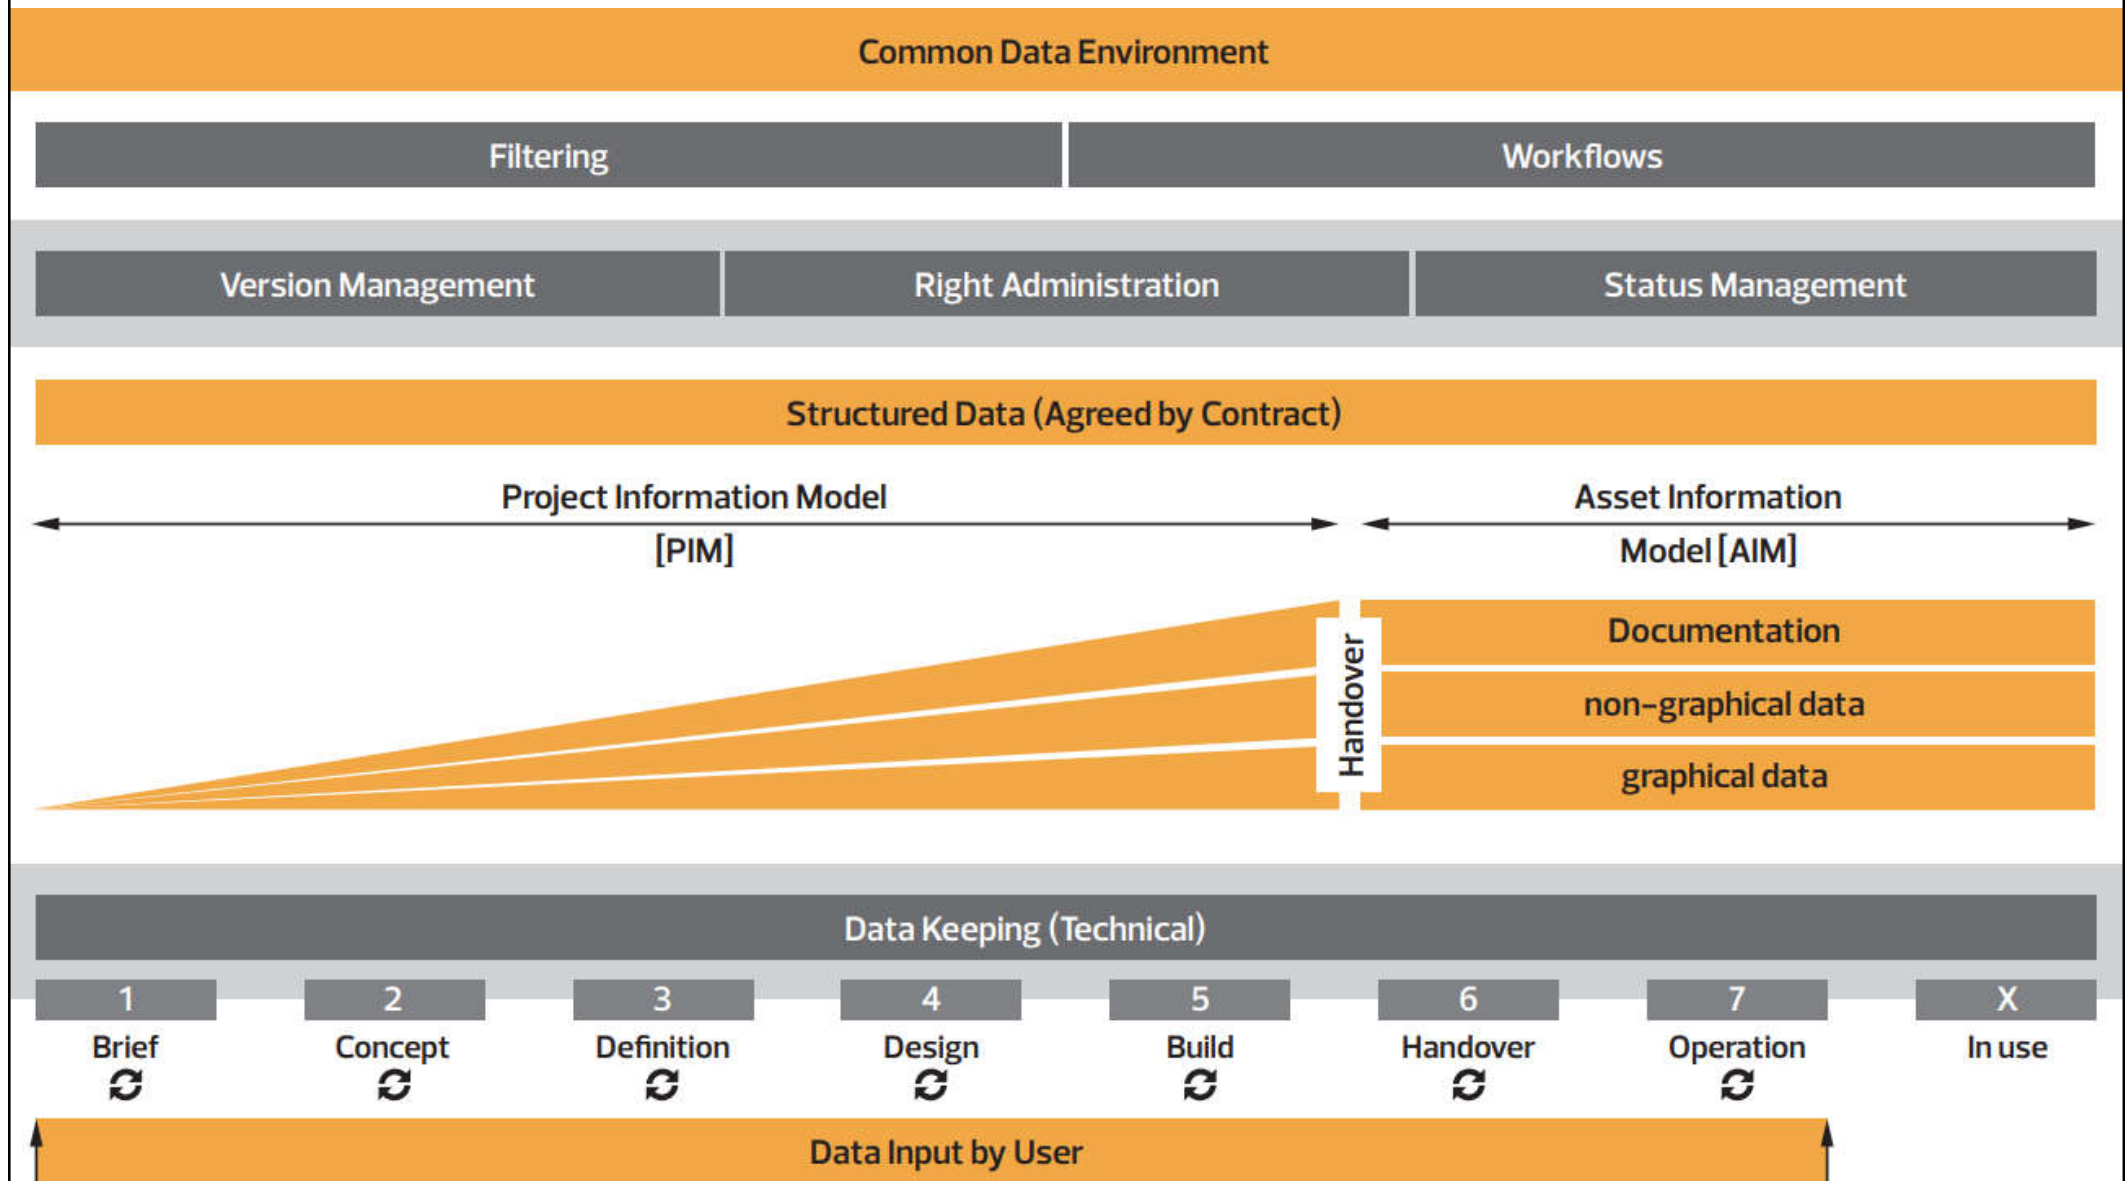 Common Data Environment
Filtering
Workflows
Version Management
Right Administration
Status Management
Structured Data (Agreed by Contract)
Project Information Model
[PIM]
Asset Information
Model [AIM]
Handover
Documentation
non-graphical data
graphical data
Data Keeping (Technical)
1
2
3
4
5
6
7
X
Brief
Concept
Definition
Design
Build
Handover
Operation
In use
Data Input by User